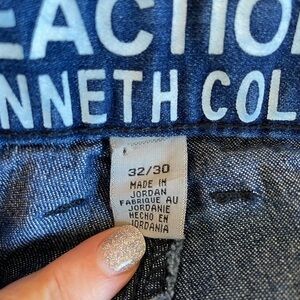 EACTIO
NNETH COL
32/30
MADE IN
JORDAN
FABRIQUE AU
JORDANIE
HECHO EN
JORDANIA